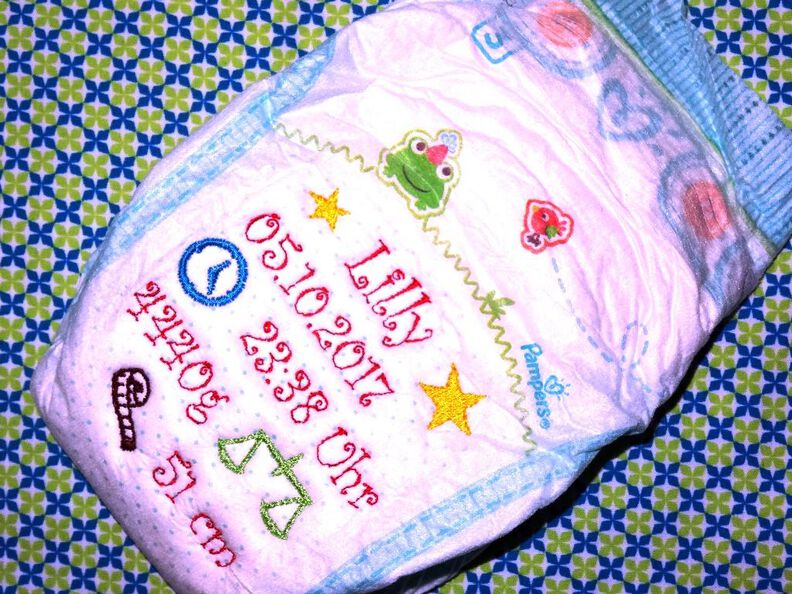 Lilly
05.10.2017
23:38 Uhr
4440g
51 cm
Pampers